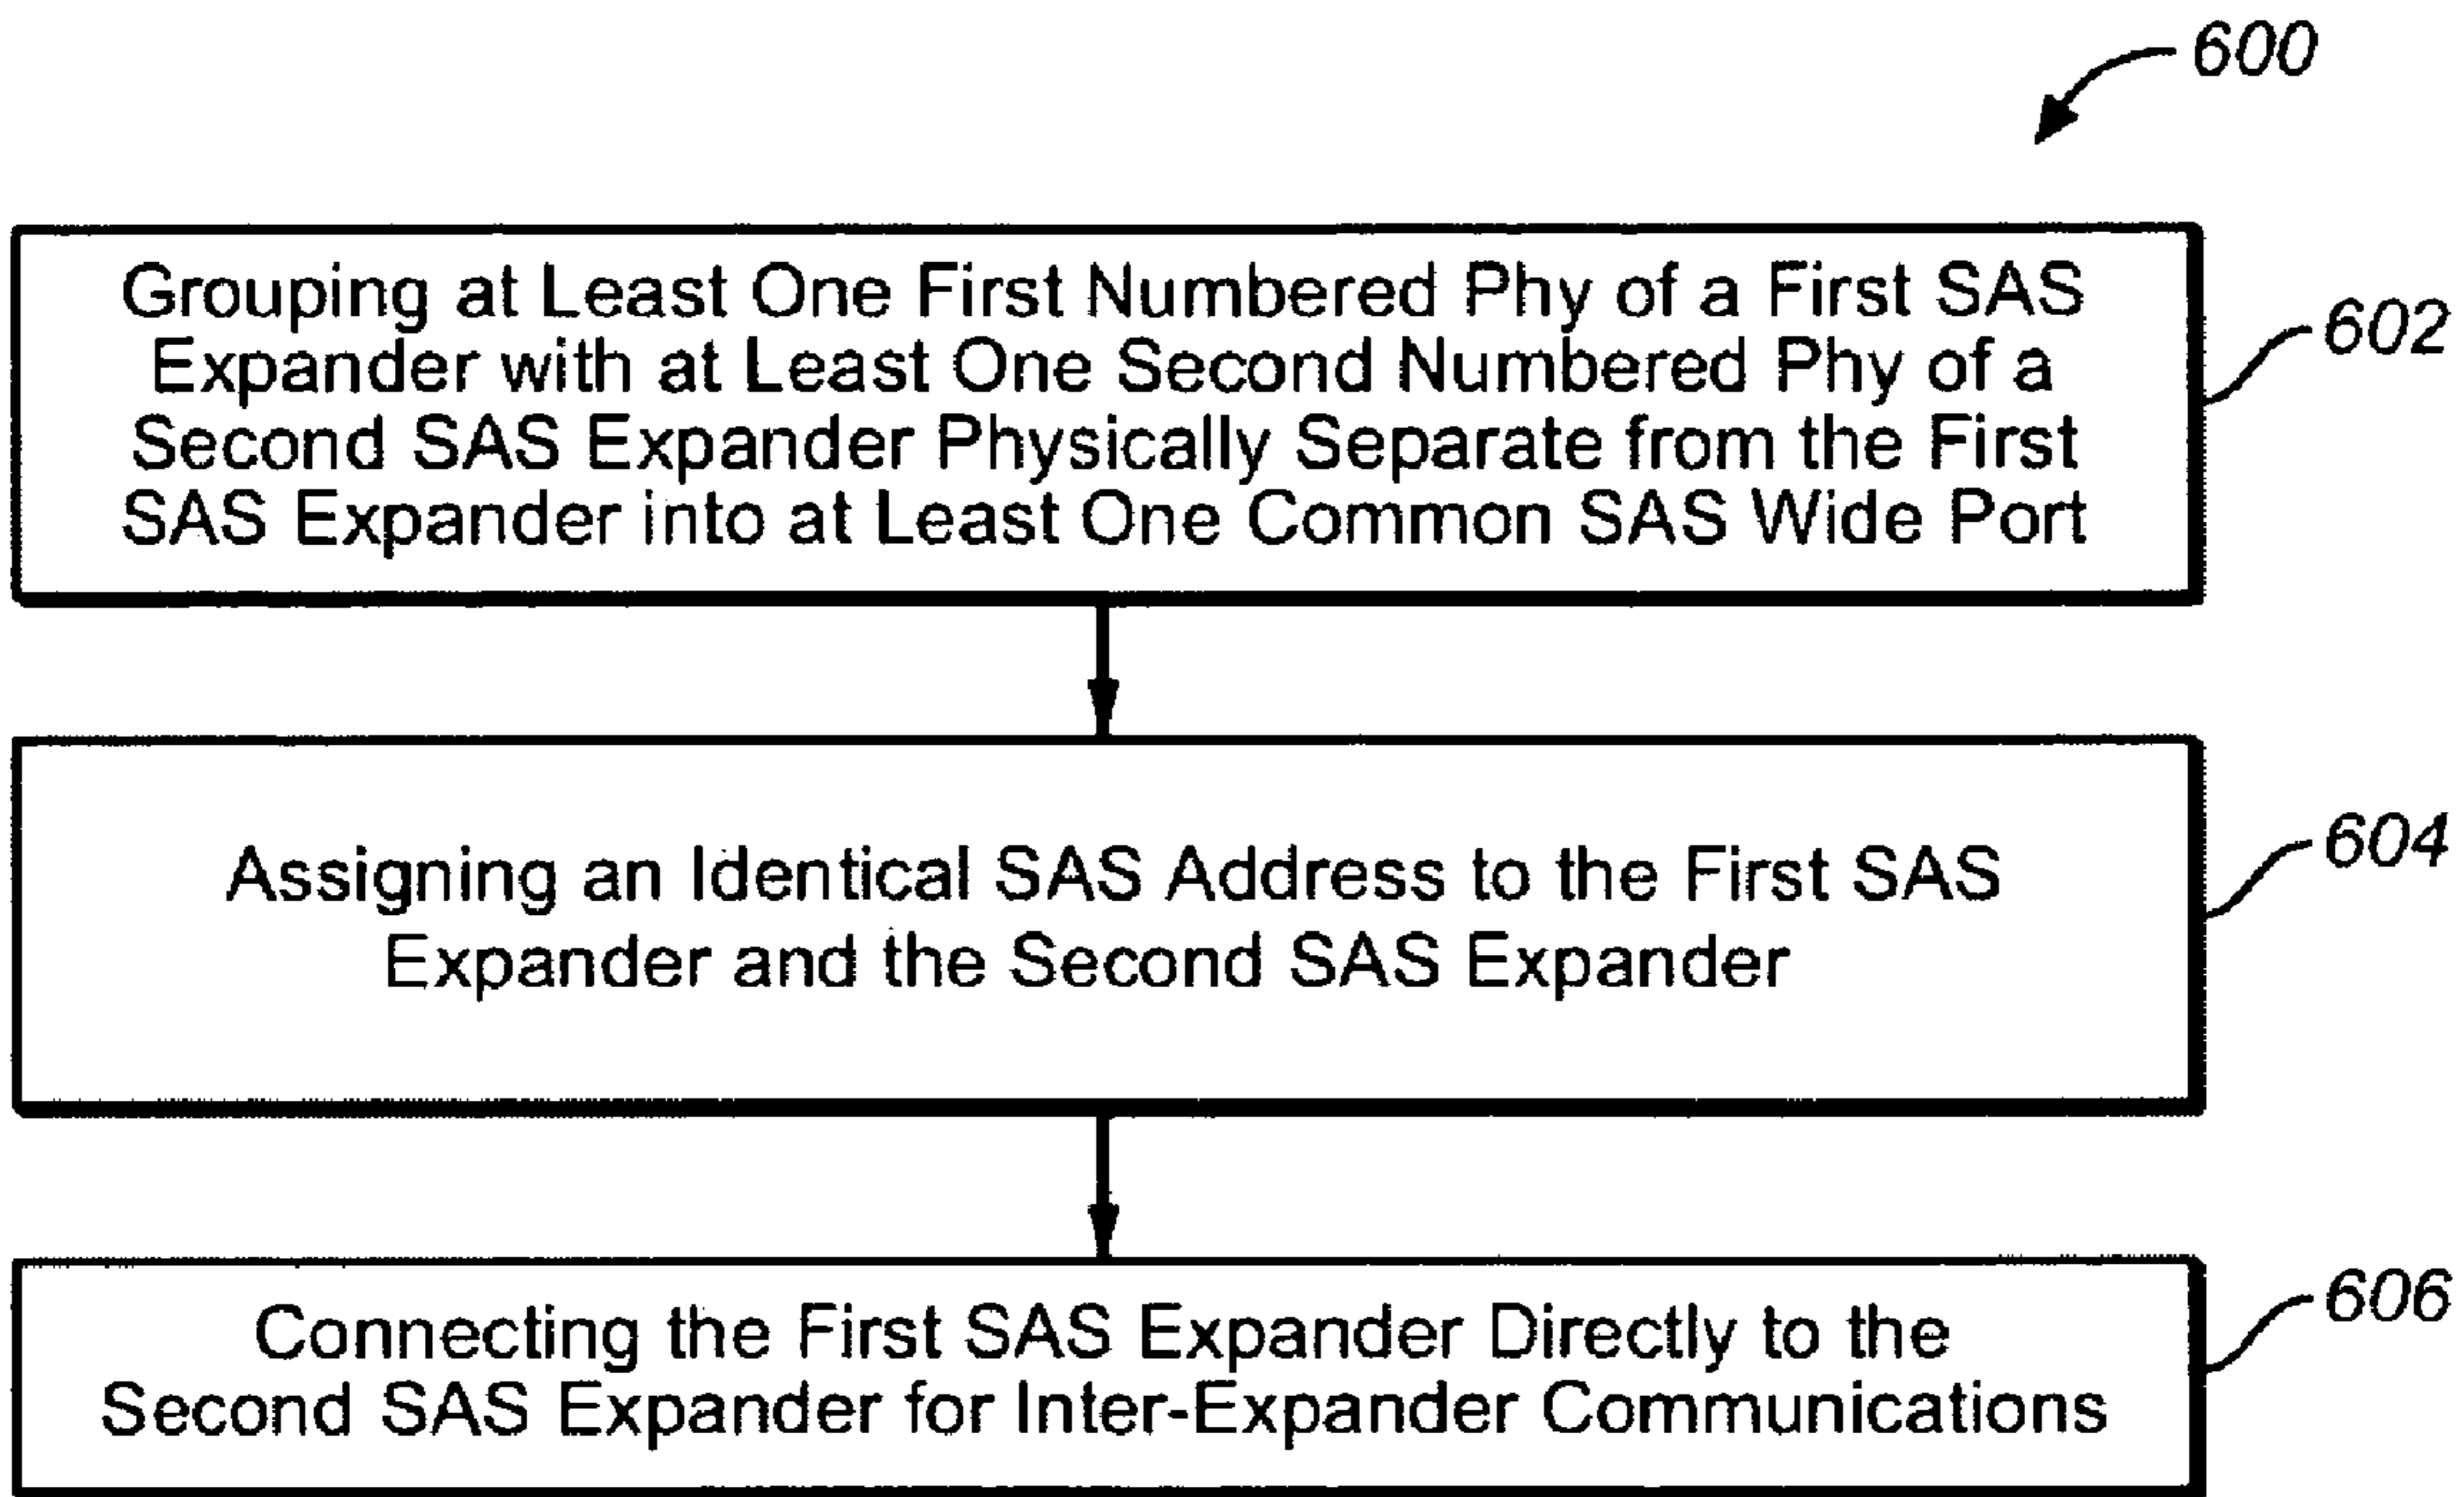 600
Grouping at Least One First Numbered Phy of a First SAS
Expander with at Least One Second Numbered Phy of a
Second SAS Expander Physically Separate from the First
SAS Expander into at Least One Common SAS Wide Port
602
Assigning an Identical SAS Address to the First SAS
Expander and the Second SAS Expander
604
Connecting the First SAS Expander Directly to the
Second SAS Expander for Inter-Expander Communications
606